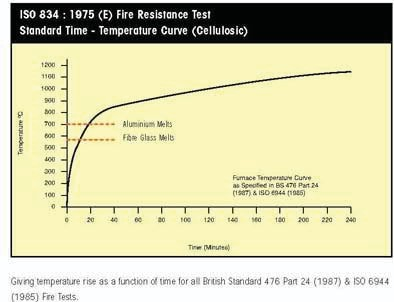 ISO 834 : 1975 (E) Fire Resistance Test
Standard Time - Temperature Curve (Cellosic)
Temperature ºC
1200
1100
1000
900
800
700
600
500
400
300
200
100
0
Aluminium Melts
Fibre Glass Melts
Furnace Temperature Curve
as Specified in BS 476 Part 24
(1987) & ISO 6944 (1985)
0 20 40 60 80 100 120 140 160 180 200 220 240
Time (Minutes)
Giving temperature rise as a function of time for all British Standard 476 Part 24 (1987) & ISO 6944
(1985) Fire Tests.